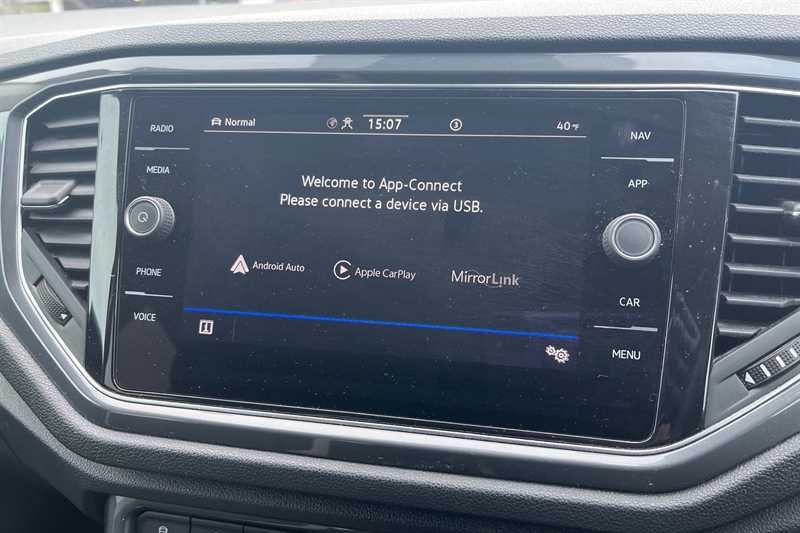 RADIO
MEDIA
PHONE
VOICE
Normal
15:07
3
40°F
Welcome to App-Connect
Please connect a device via USB.
Android Auto
Apple CarPlay
MirrorLink
NAV
APP
CAR
MENU